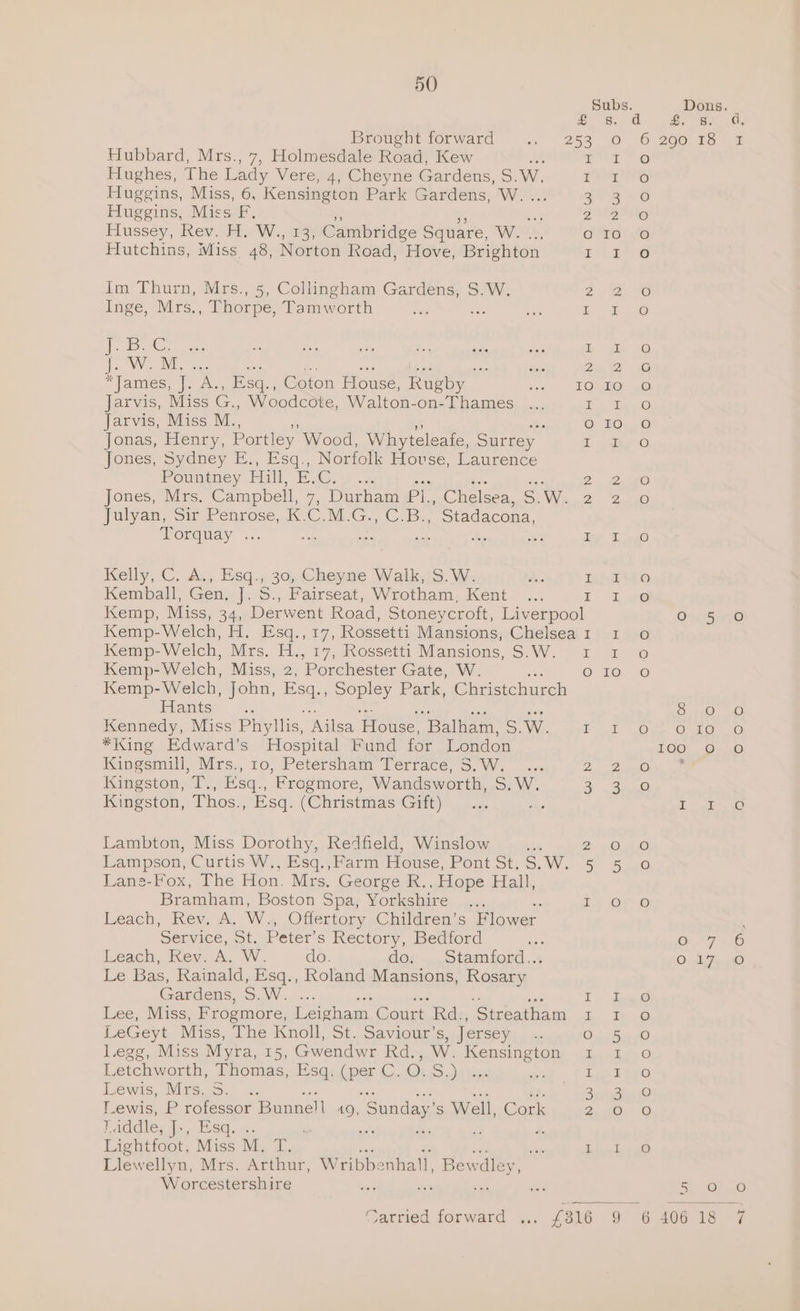 50
Subs. Dons.
£ s. d £. s. d,
Brought forward .. 253 0 6 290 18 1
Hubbard, Mrs., 7, Holmesdale Road, Kew ... 1 1 0
Hughes, The Lady Vere, 4, Cheyne Gardens, S.W. 1 1 0
Huggins, Miss, 6, Kensington Park Gardens, W. ... 3 3 0
Huggins, Miss F. ,, ,, ... 2 2 0
Hussey, Rev. H. W., 13, Cambridge Square, W. ... 0 10 0
Hutchins, Miss 48, Norton Road, Hove, Brighton 1 1 0
Im Thurn, Mrs., 5, Collingham Gardens, S.W. 2 2 0
Inge, Mrs., Thorpe, Tamworth ... ... ... 1 1 0
J. B. C. ... ... ... ... ... ... ... 1 1 0
J. W. M. ... ... ... ... ... ... 2 2 0
*James, J. A., Esq., Coton House, Rugby ... 10 10 0
Jarvis, Miss G., Woodcote, Walton-on-Thames ... 1 1 0
Jarvis, Miss M., ,, ,, ... 0 10 0
Jonas, Henry, Portley Wood, Whyteleafe, Surrey 1 1 0
Jones, Sydney E., Esq., Norfolk House, Laurence
Pountney Hill, E.C. ... ... ... ... 2 2 0
Jones, Mrs. Campbell, 7, Durham Pl., Chelsea, S.W. 2 2 0
Julyan, Sir Penrose, K.C.M.G., C.B., Stadacona,
Torquay ... ... ... ... ... ... 1 1 0
Kelly, C. A., Esq., 30, Cheyne Walk, S.W. ... 1 1 0
Kemball, Gen. J. S., Fairseat, Wrotham, Kent ... 1 1 0
Kemp, Miss, 34, Derwent Road, Stoneycroft, Liverpool 0 5 0
Kemp-Welch, H. Esq., 17, Rossetti Mansions, Chelsea 1 1 0
Kemp-Welch, Mrs. H., 17, Rossetti Mansions, S.W. 1 1 0
Kemp-Welch, Miss, 2, Porchester Gate, W. ... 0 10 0
Kemp-Welch, John, Esq., Sopley Park, Christchurch
Hants .. ... ... ... ... 8 0 0
Kennedy, Miss Phyllis, Ailsa House, Balham, S.W. 1 1 0 0 10 0
*King Edward's Hospital Fund for London 100 0 0
Kingsmill, Mrs., 10, Petersham Terrace, S.W. ... 2 2 0
Kingston, T., Esq., Frogmore, Wandsworth, S.W. 3 3 0
Kingston, Thos., Esq. (Christmas Gift) ... ... 1 1 0
Lambton, Miss Dorothy, Redfield, Winslow ... 2 0 0
Lampson, Curtis W., Esq., Farm House, Pont St, S.W. 5 5 0
Lane-Fox, The Hon. Mrs. George R., Hope Hall,
Bramham, Boston Spa, Yorkshire ... .. 1 0 0
Leach, Rev. A. W., Offertory Children's Flower
Service, St. Peter's Rectory, Bedford ... 0 7 6
Leach, Rev. A. W. do. do. Stamford... 0 17 0
Le Bas, Rainald, Esq., Roland Mansions, Rosary
Gardens, S.W. ... ... ... .. ... 1 1 0
Lee, Miss, Frogmore, Leigham Court Rd., Streatham 1 1 0
LeGeyt Miss, The Knoll, St. Saviour's, Jersey .. 0 5 0
Legg, Miss Myra, 15, Gwendwr Rd., W. Kensington 1 1 0
Letchworth, Thomas, Esq. (per C. O. S.) ... ... 1 1 0
Lewis, Mrs. S. .. ... ... ... ... 3 3 0
Lewis, Professor Bunnell 49, Sunday's Well, Cork 2 0 0
Liddle, J., Esq. .. .. ... ... .. ..
Lightfoot, Miss M. T. ... ... ... 1 1 0
Llewellyn, Mrs. Arthur, Wribbenhall, Bewdley,
Worcestershire ... ... ... ... 5 0 0
Carried forward ... £316 9 6 406 18 7